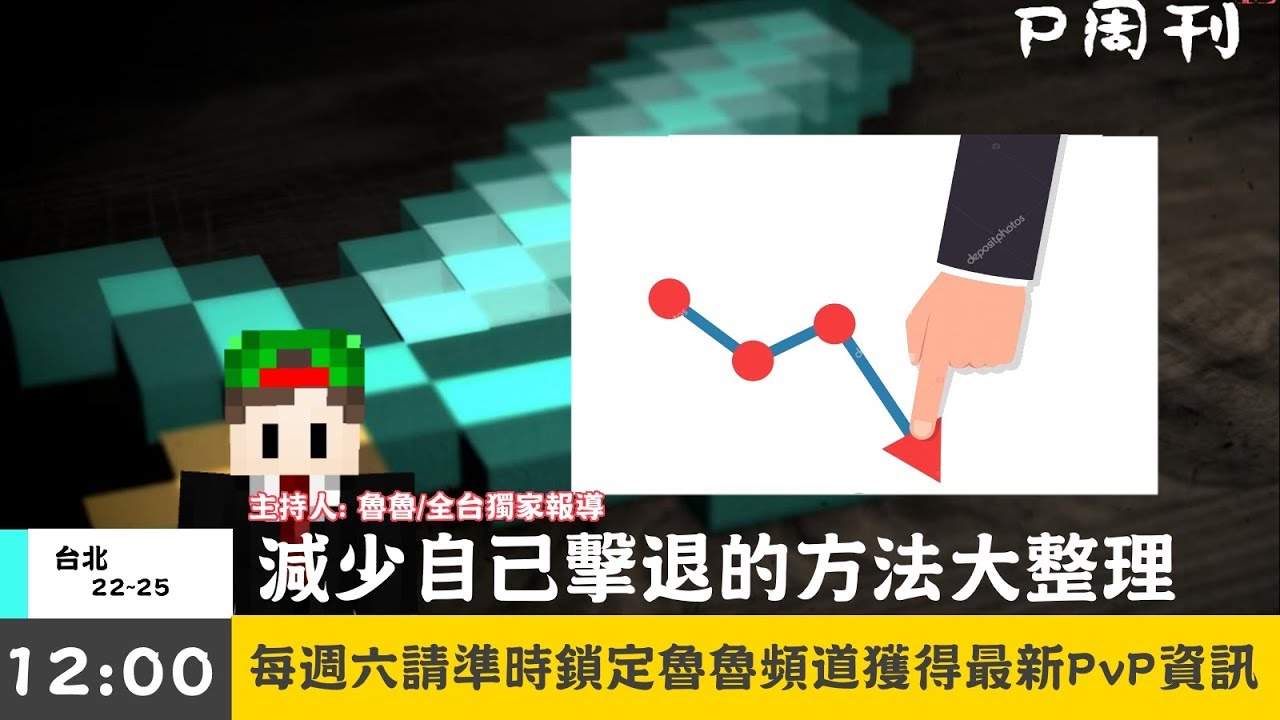 P周刊
depositphotos
主持人: 魯魯/全台獨家報導
台北
22~25
減少自己擊退的方法大整理
12:00
每週六請準時鎖定魯魯頻道獲得最新PvP資訊